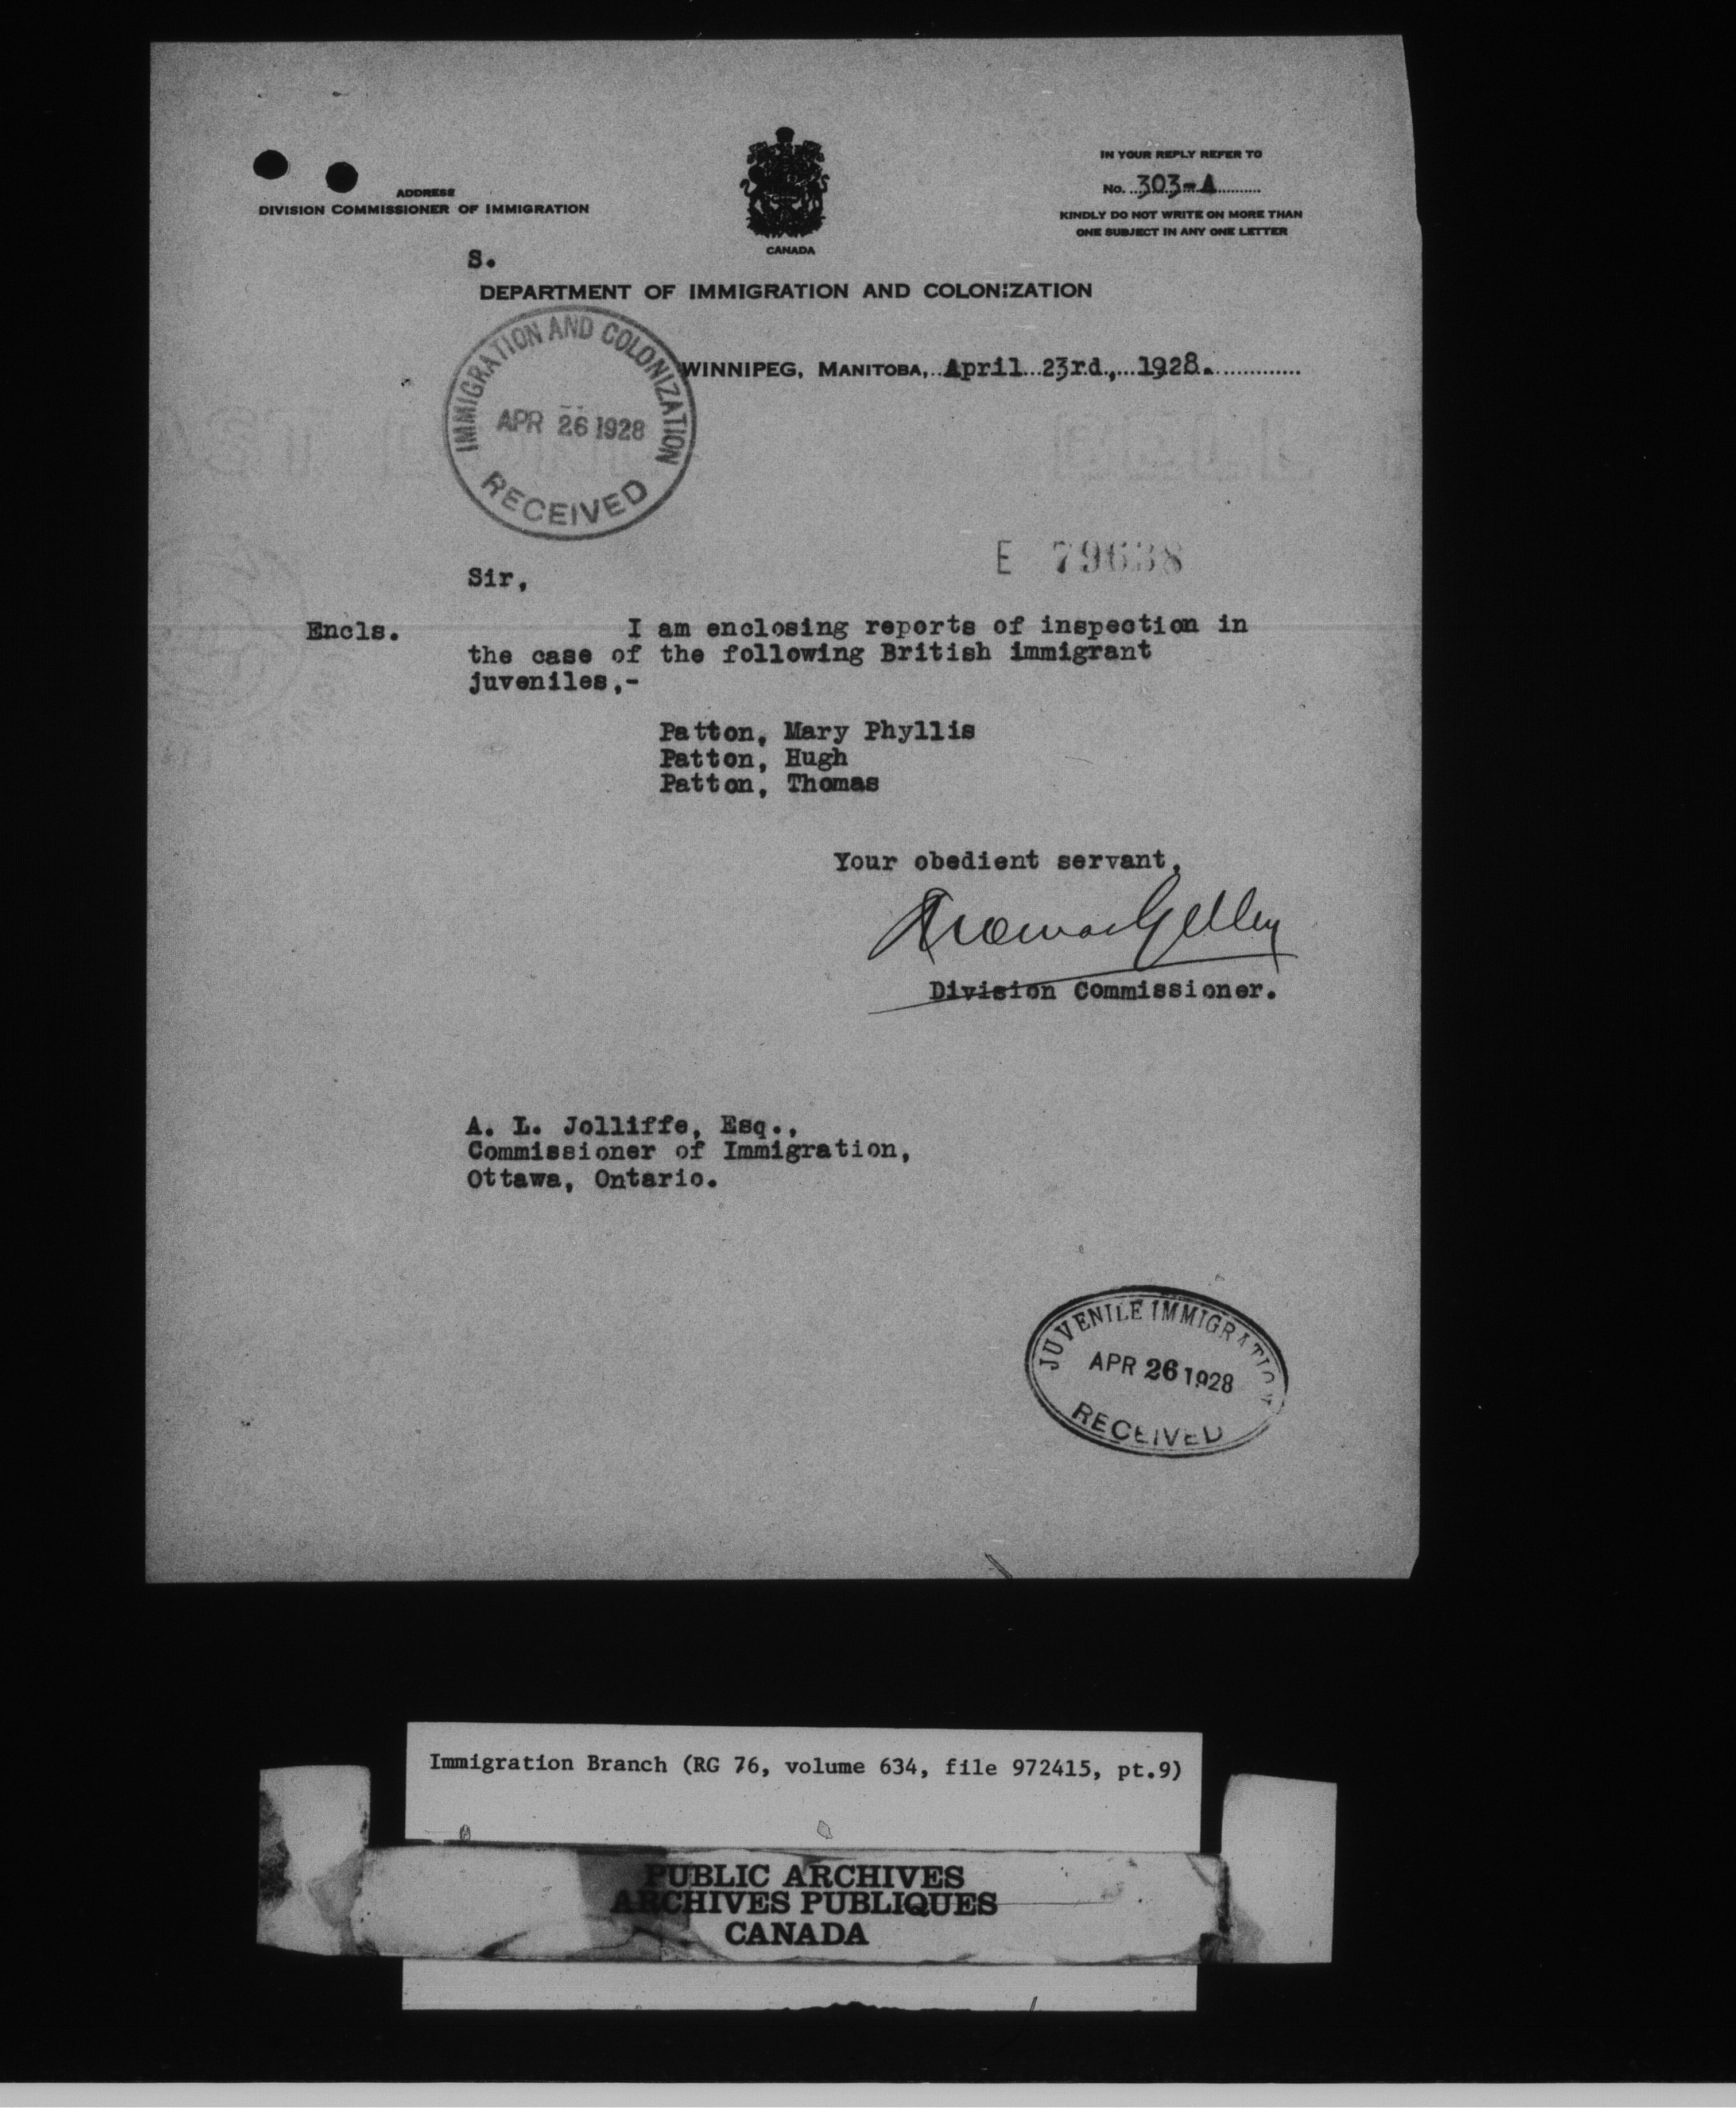 ADDRESS
DIVISION COMMISSIONER OF IMMIGRATION
CANADA
IN YOUR REPLY REFER TO
No. 303-A
KINDLY DO NOT WRITE ON MORE THAN
ONE SUBJECT IN ANY ONE LETTER
S.
DEPARTMENT OF IMMIGRATION AND COLONIZATION
WINNIPEG, MANITOBA, April 23rd., 1928.
IMMIGRATION AND COLONIZATION
APR 26 1928
RECEIVED
E 79638
Sir,
Encls. I am enclosing reports of inspection in
the case of the following British immigrant
juveniles,-
Patton, Mary Phyllis
Patton, Hugh
Patton, Thomas
Your obedient servant,
Thomas Gelley
Division Commissioner.
A. L. Jolliffe, Esq.,
Commissioner of Immigration,
Ottawa, Ontario.
JUVENILE IMMIGRATION
APR 26 1928
RECEIVED
Immigration Branch (RG 76, volume 634, file 972415, pt.9)
PUBLIC ARCHIVES
ARCHIVES PUBLIQUES
CANADA